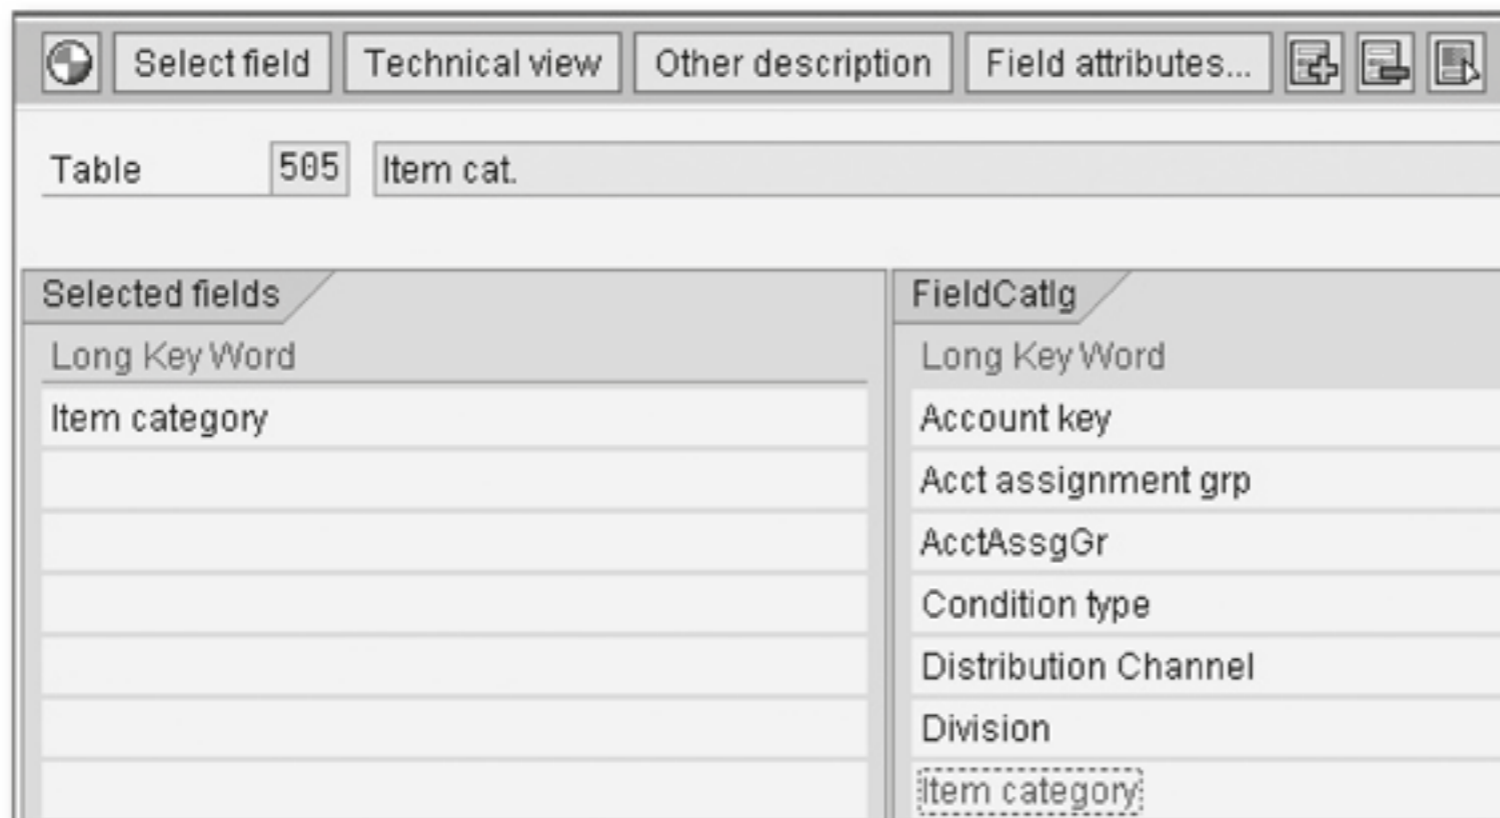 Select field Technical view Other description Field attributes...
Table 505 Item cat.
Selected fields
Long Key Word
Item category
FieldCatlg
Long Key Word
Account key
Acct assignment grp
AcctAssgGr
Condition type
Distribution Channel
Division
Item category